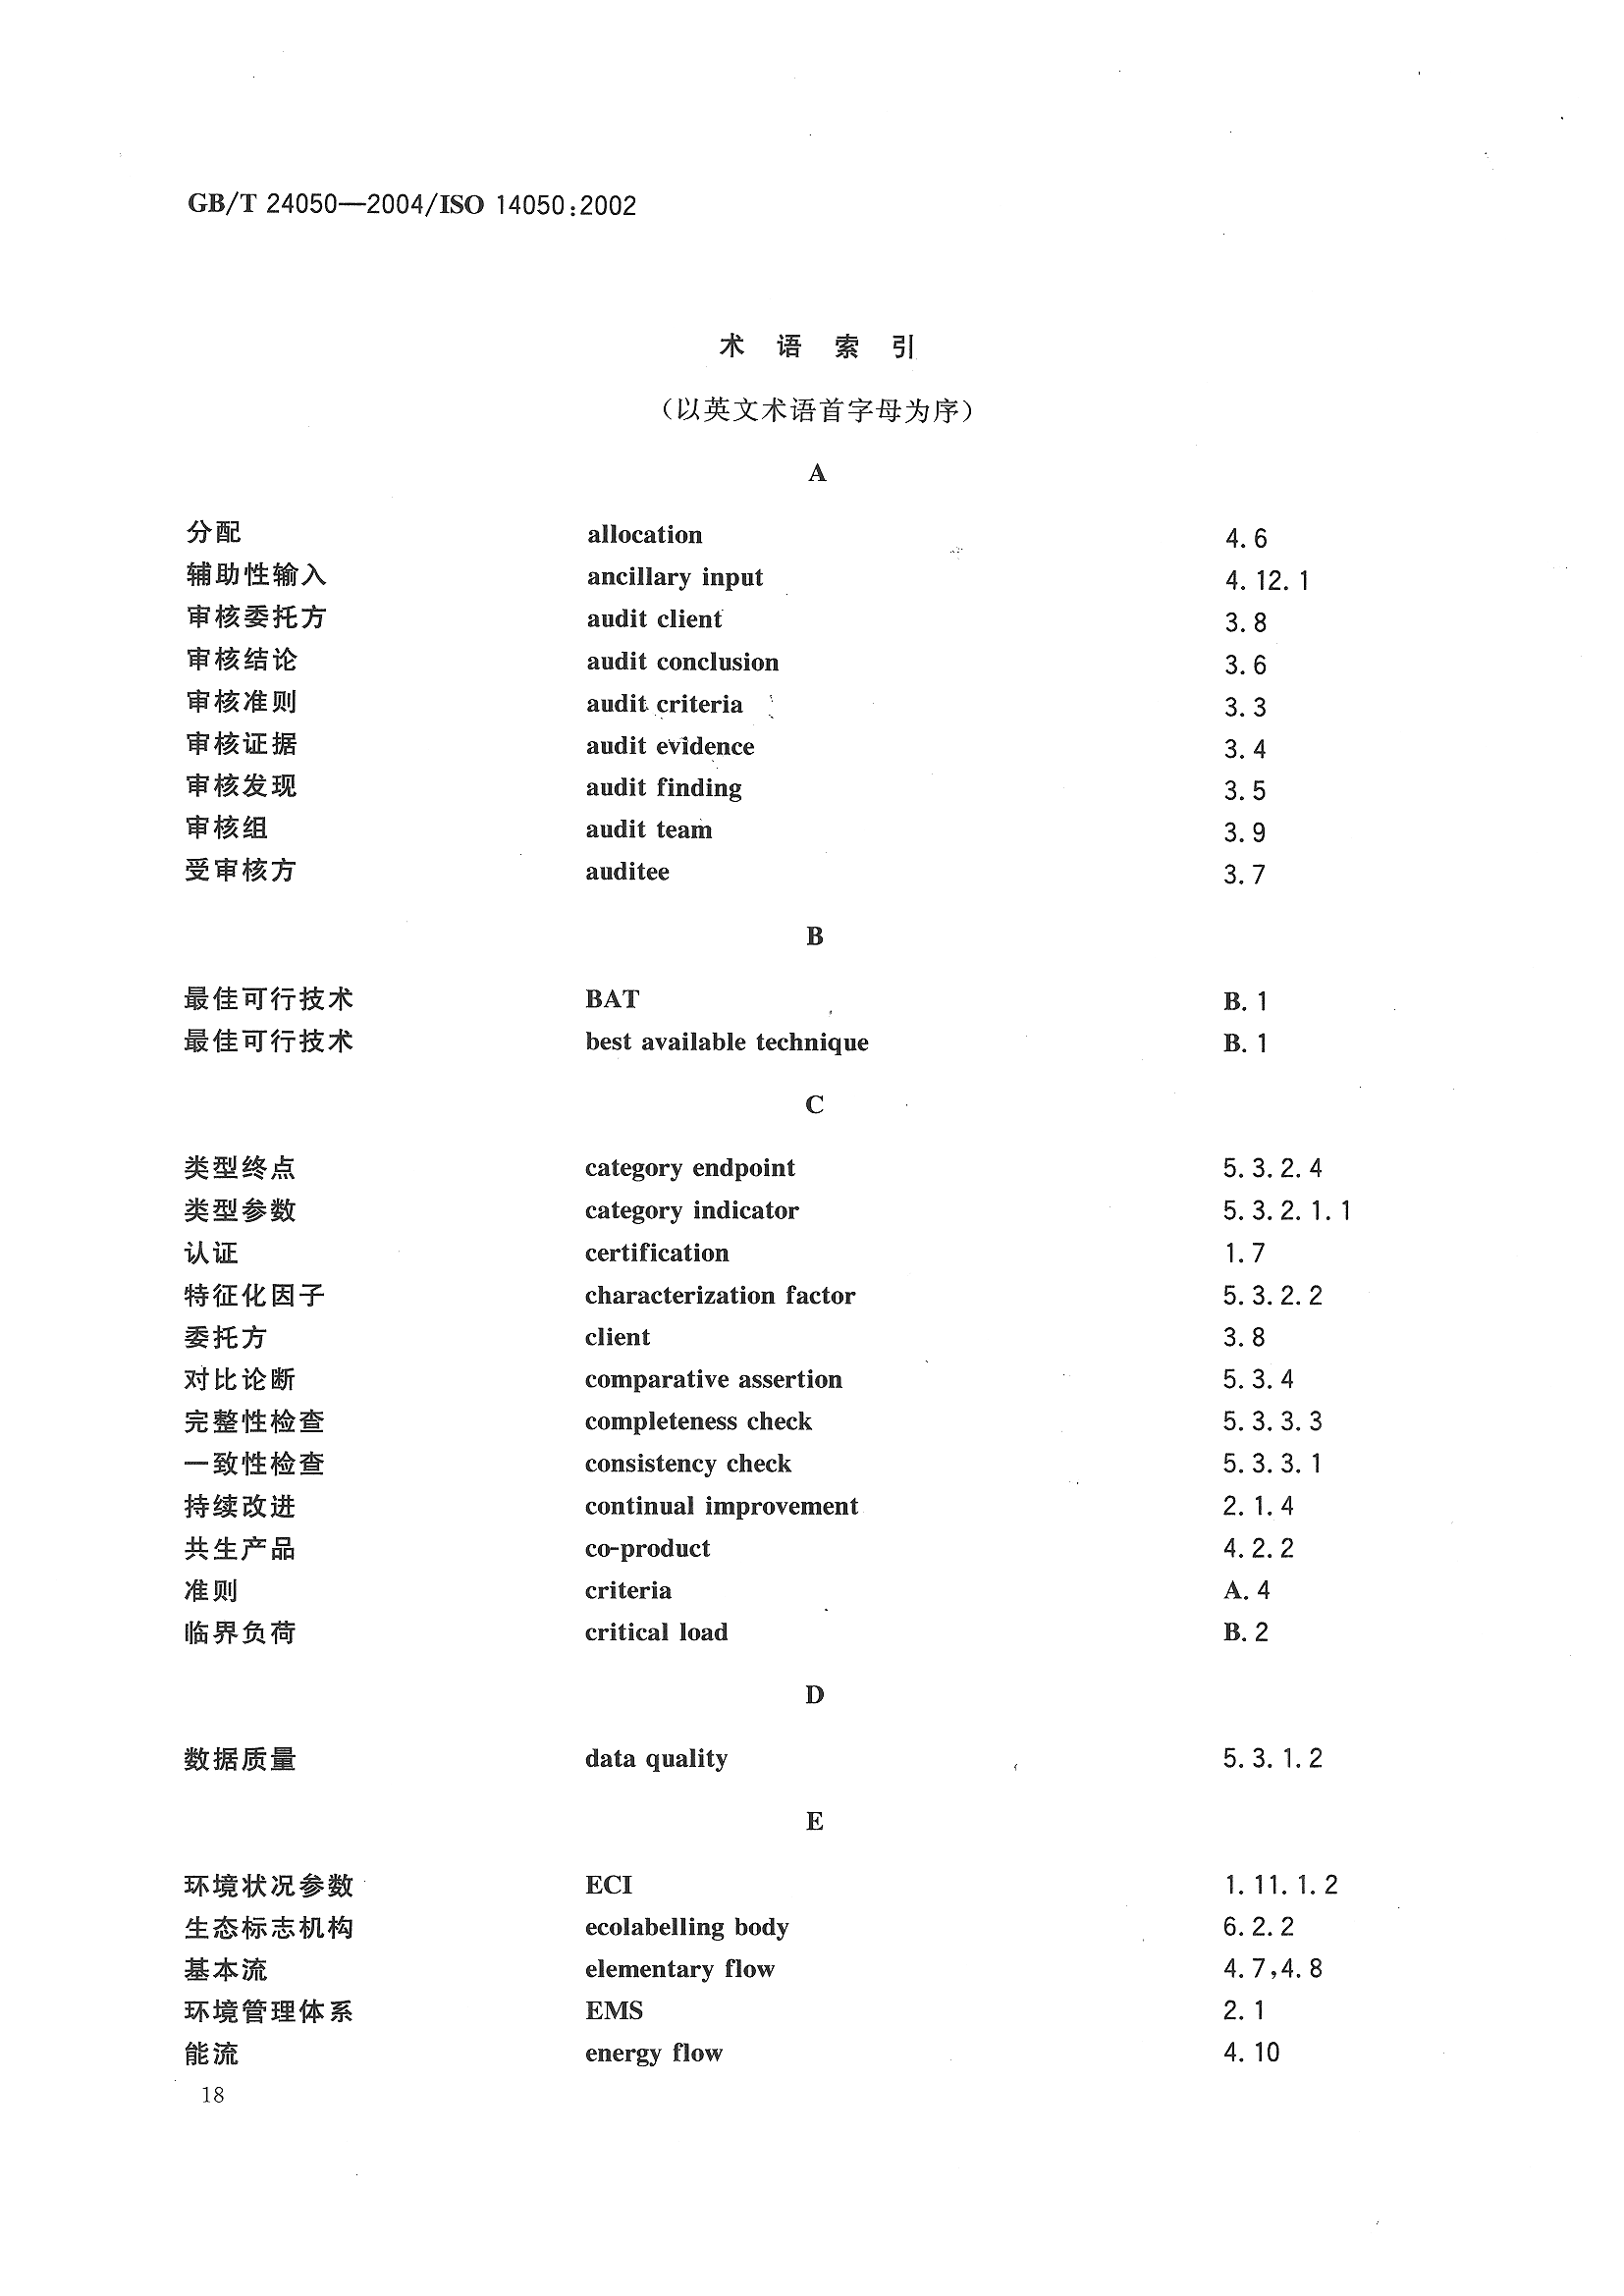 GB/T 24050—2004/ISO 14050:2002
术 语 索 引
(以英文术语首字母为序)
A
分配 allocation 4.6
辅助性输入 ancillary input 4.12.1
审核委托方 audit client 3.8
审核结论 audit conclusion 3.6
审核准则 audit criteria 3.3
审核证据 audit evidence 3.4
审核发现 audit finding 3.5
审核组 audit team 3.9
受审核方 auditee 3.7
B
最佳可行技术 BAT B.1
最佳可行技术 best available technique B.1
C
类型终点 category endpoint 5.3.2.4
类型参数 category indicator 5.3.2.1.1
认证 certification 1.7
特征化因子 characterization factor 5.3.2.2
委托方 client 3.8
对比论断 comparative assertion 5.3.4
完整性检查 completeness check 5.3.3.3
一致性检查 consistency check 5.3.3.1
持续改进 continual improvement 2.1.4
共生产品 co-product 4.2.2
准则 criteria A.4
临界负荷 critical load B.2
D
数据质量 data quality 5.3.1.2
E
环境状况参数 ECI 1.11.1.2
生态标志机构 ecolabelling body 6.2.2
基本流 elementary flow 4.7,4.8
环境管理体系 EMS 2.1
能流 energy flow 4.10
18